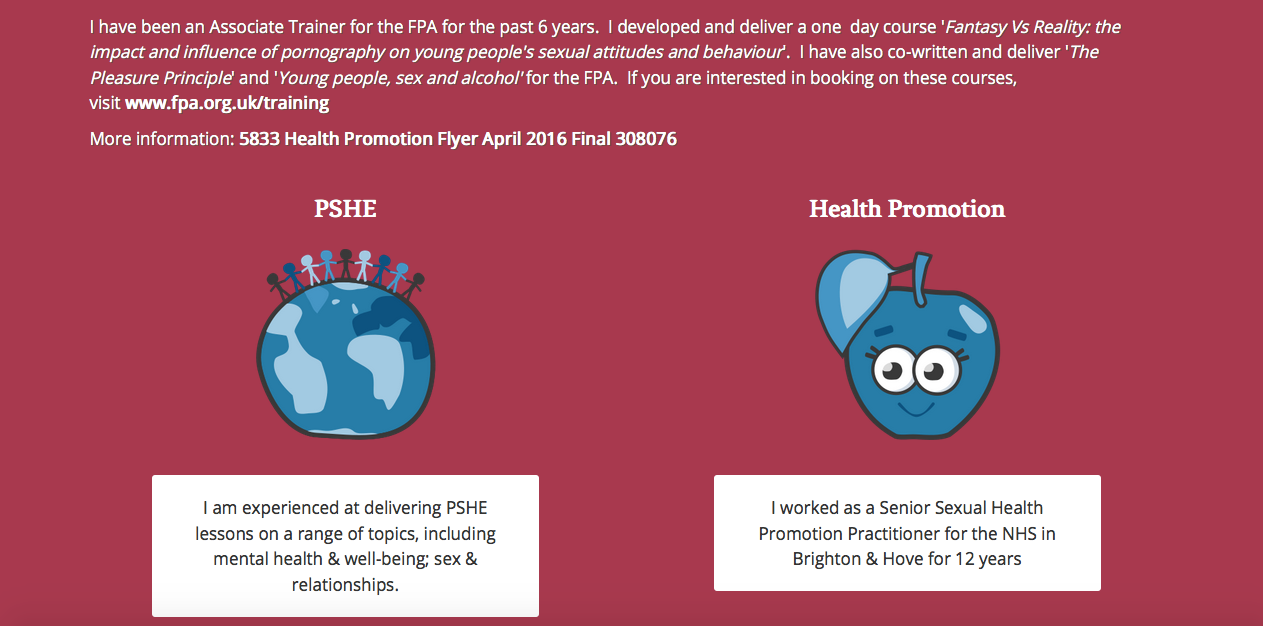 I have been an Associate Trainer for the FPA for the past 6 years.  I developed and deliver a one  day course 'Fantasy Vs Reality: the
impact and influence of pornography on young people's sexual attitudes and behaviour'.  I have also co-written and deliver 'The
Pleasure Principle' and 'Young people, sex and alcohol' for the FPA.  If you are interested in booking on these courses,
visit www.fpa.org.uk/training
More information: 5833 Health Promotion Flyer April 2016 Final 308076
PSHE
I am experienced at delivering PSHE
lessons on a range of topics, including
mental health & well-being; sex &
relationships.
Health Promotion
I worked as a Senior Sexual Health
Promotion Practitioner for the NHS in
Brighton & Hove for 12 years